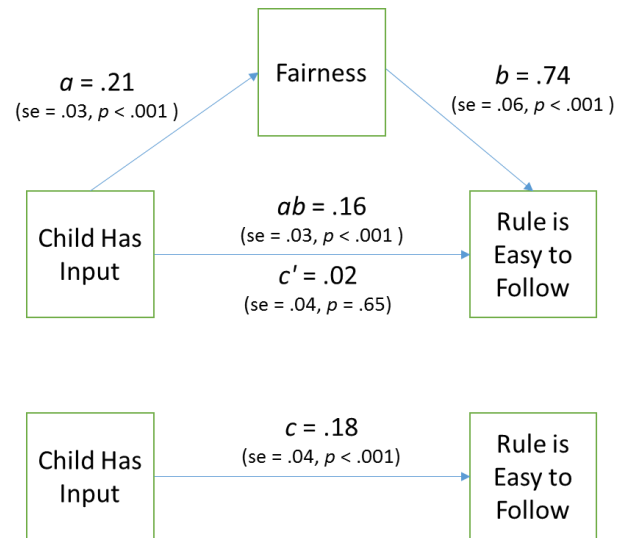 Fairness
a = .21
(se = .03, p < .001 )
b = .74
(se = .06, p < .001 )
Child Has
Input
ab = .16
(se = .03, p < .001 )
c' = .02
(se = .04, p = .65)
Rule is
Easy to
Follow
Child Has
Input
c = .18
(se = .04, p < .001)
Rule is
Easy to
Follow